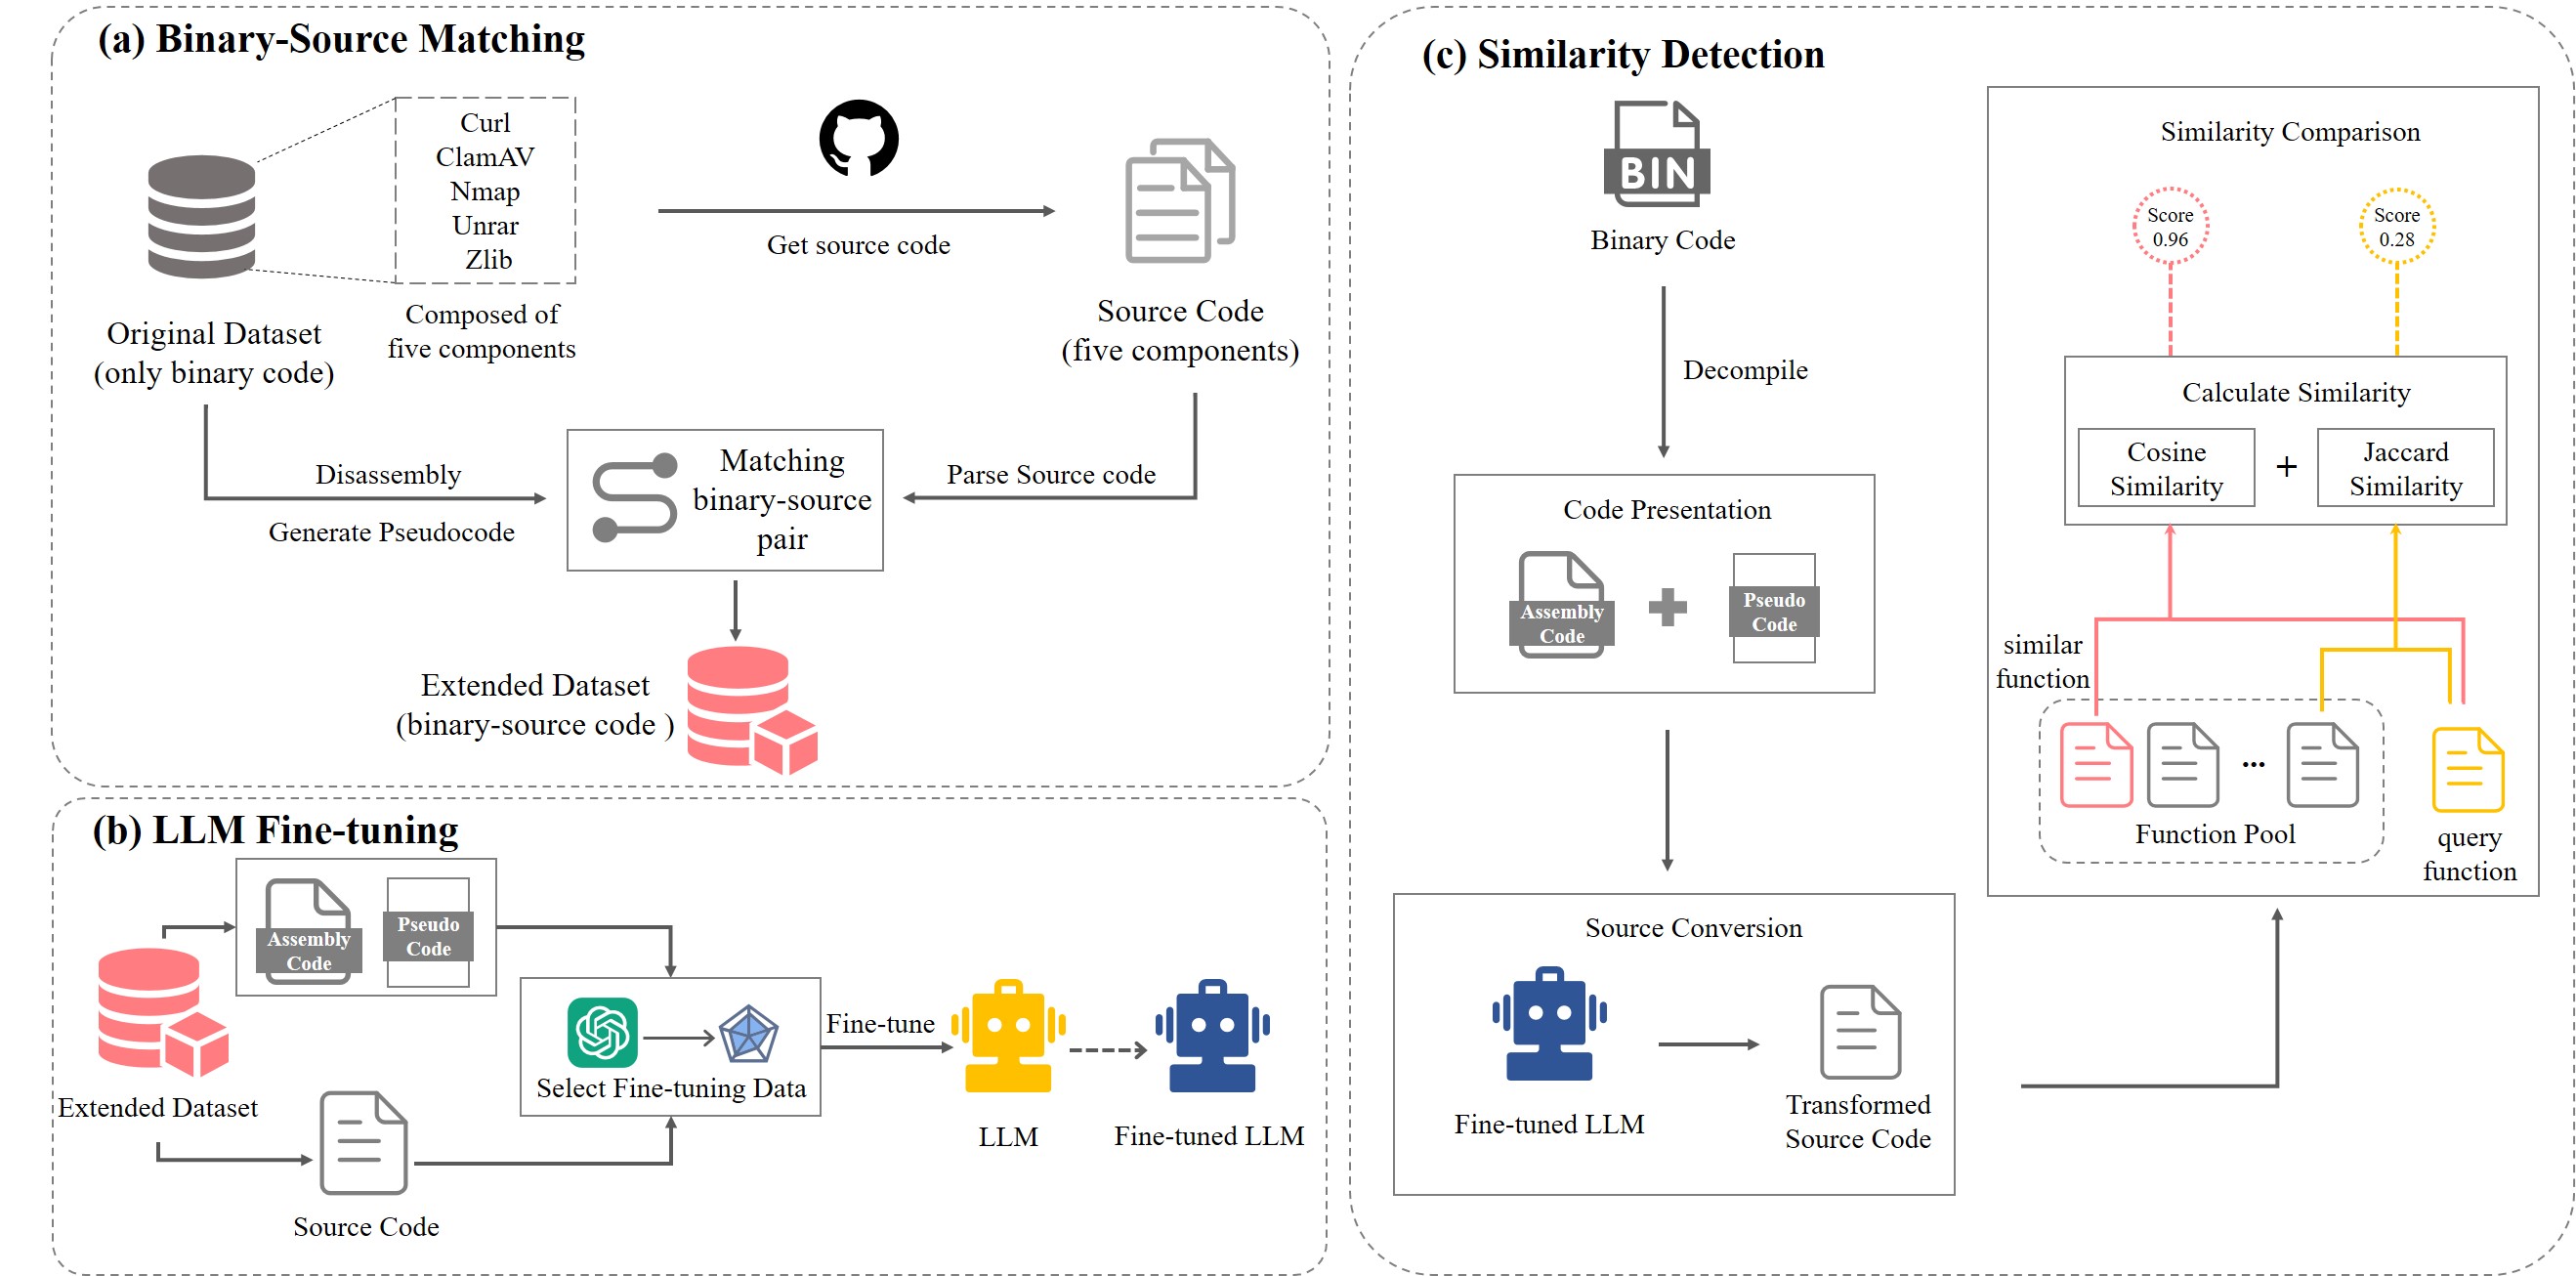 (a) Binary-Source Matching
Curl
ClamAV
Nmap
Unrar
Zlib
Composed of
five components
Original Dataset
(only binary code)
Get source code
Source Code
(five components)
Disassembly
Generate Pseudocode
Matching
binary-source
pair
Parse Source code
Extended Dataset
(binary-source code )
(b) LLM Fine-tuning
Assembly
Code
Pseudo
Code
Extended Dataset
Source Code
Select Fine-tuning Data
Fine-tune
LLM
Fine-tuned LLM
(c) Similarity Detection
BIN
Binary Code
Decompile
Code Presentation
Assembly
Code
Pseudo
Code
Source Conversion
Fine-tuned LLM
Transformed
Source Code
Similarity Comparison
Score
0.96
Score
0.28
Calculate Similarity
Cosine
Similarity
+
Jaccard
Similarity
similar
function
...
Function Pool
query
function